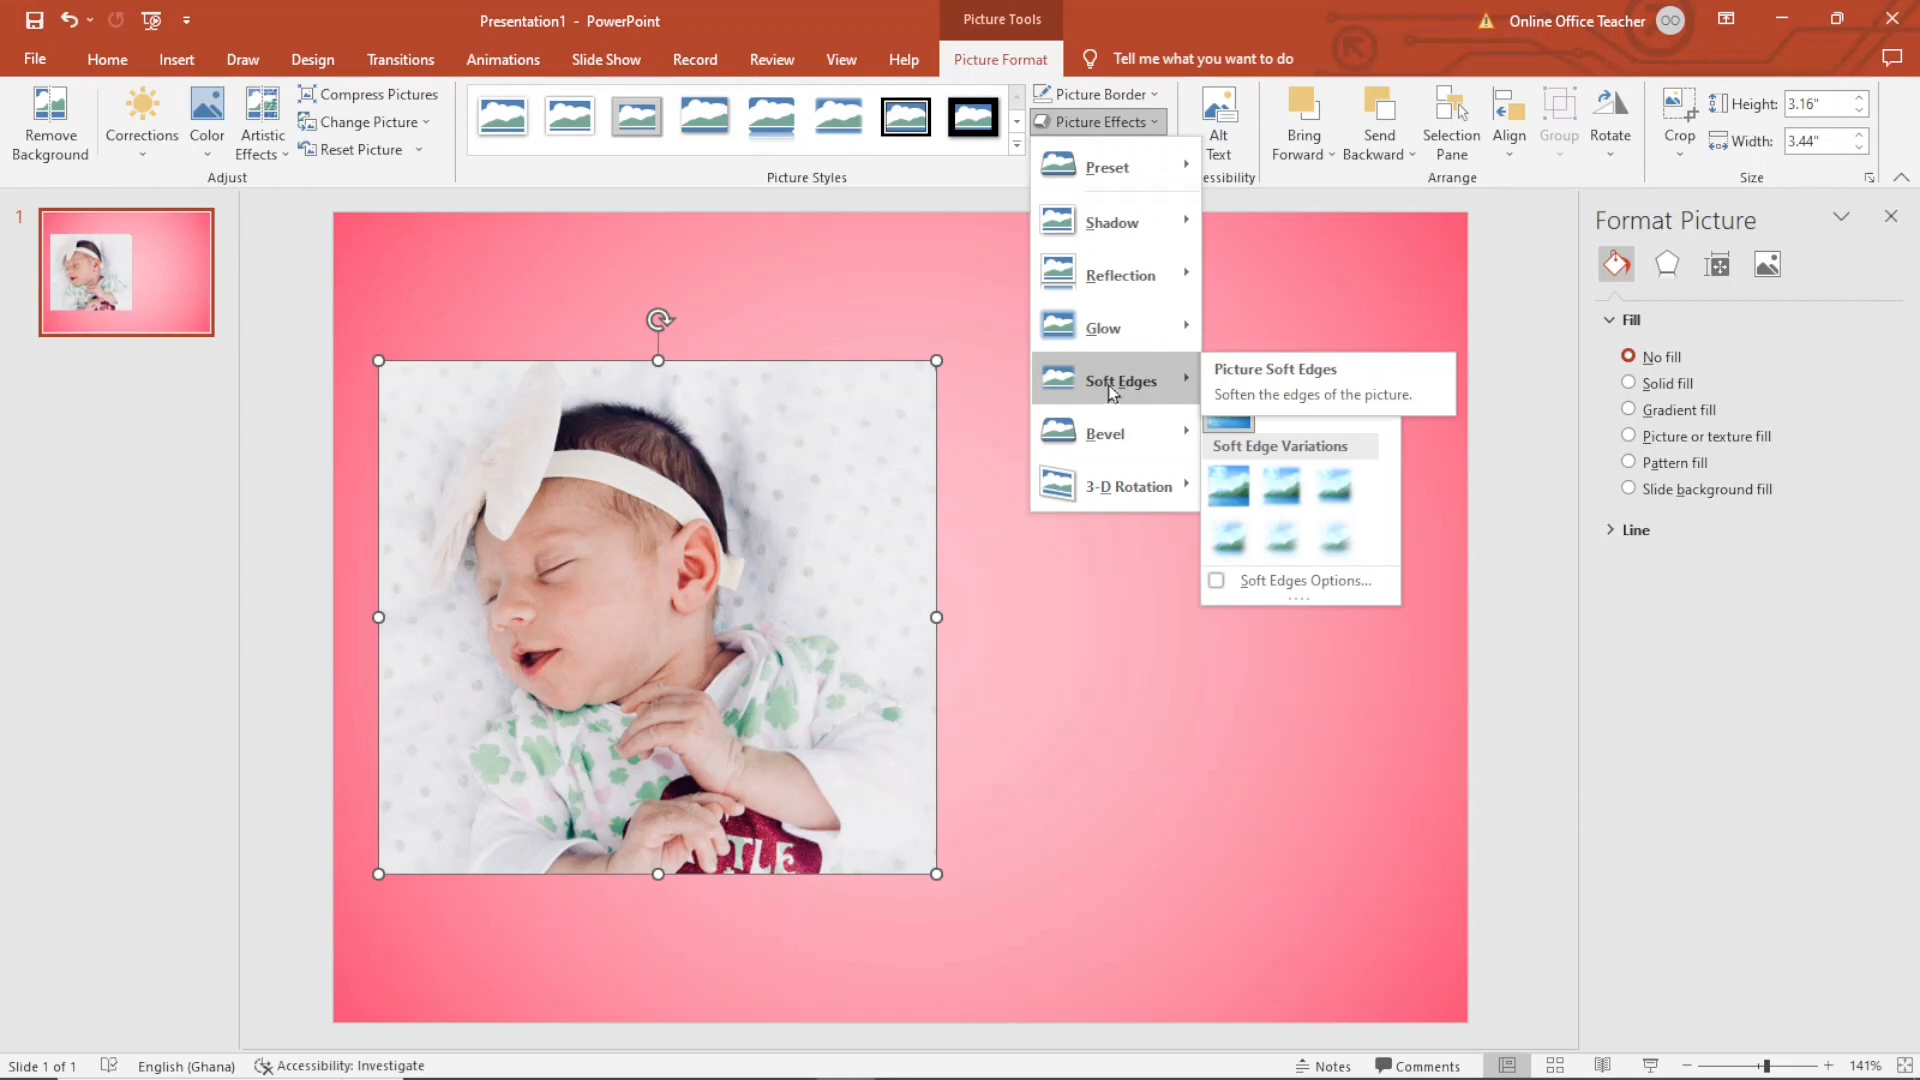 Presentation1 - PowerPoint
Picture Tools
Online Office Teacher
OO
File
Home
Insert
Draw
Design
Transitions
Animations
Slide Show
Record
Review
View
Help
Picture Format
Tell me what you want to do
Remove
Background
Corrections
Color
Artistic
Effects
Compress Pictures
Change Picture
Reset Picture
Adjust
Picture Styles
Picture Border
Picture Effects
Alt
Text
essibility
Bring
Forward
Send
Backward
Selection
Pane
Align
Group
Rotate
Arrange
Crop
Height: 3.16"
Width: 3.44"
Size
1
Preset
Shadow
Reflection
Glow
Soft Edges
Bevel
3-D Rotation
Picture Soft Edges
Soften the edges of the picture.
Soft Edge Variations
Soft Edges Options...
Format Picture
Fill
No fill
Solid fill
Gradient fill
Picture or texture fill
Pattern fill
Slide background fill
Line
Slide 1 of 1
English (Ghana)
Accessibility: Investigate
Notes
Comments
141%